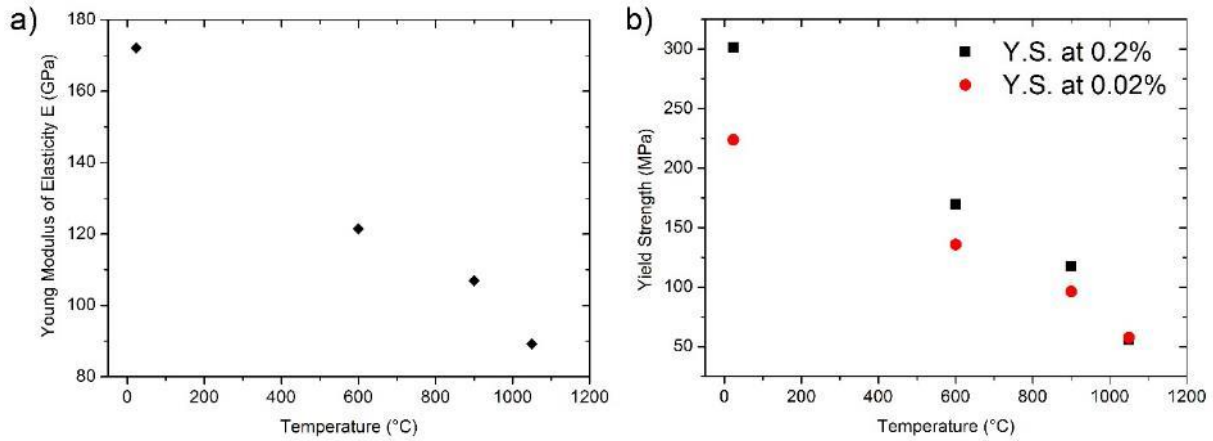 a)
180
160
140
120
100
80
Young Modulus of Elasticity E (GPa)
0 200 400 600 800 1000 1200
Temperature (°C)
b)
300
250
200
150
100
50
Yield Strength (MPa)
Y.S. at 0.2%
Y.S. at 0.02%
0 200 400 600 800 1000 1200
Temperature (°C)